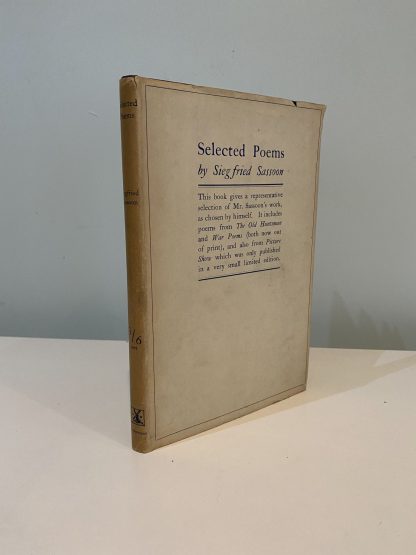 Selected Poems
by Siegfried Sassoon
This book gives a representative
selection of Mr. Sassoon's work,
as chosen by himself. It includes
poems from The Old Huntsman
and War Poems (both now out
of print), and also from Picture
Show which was only published
in a very small limited edition.
Poems
Sassoon
/6